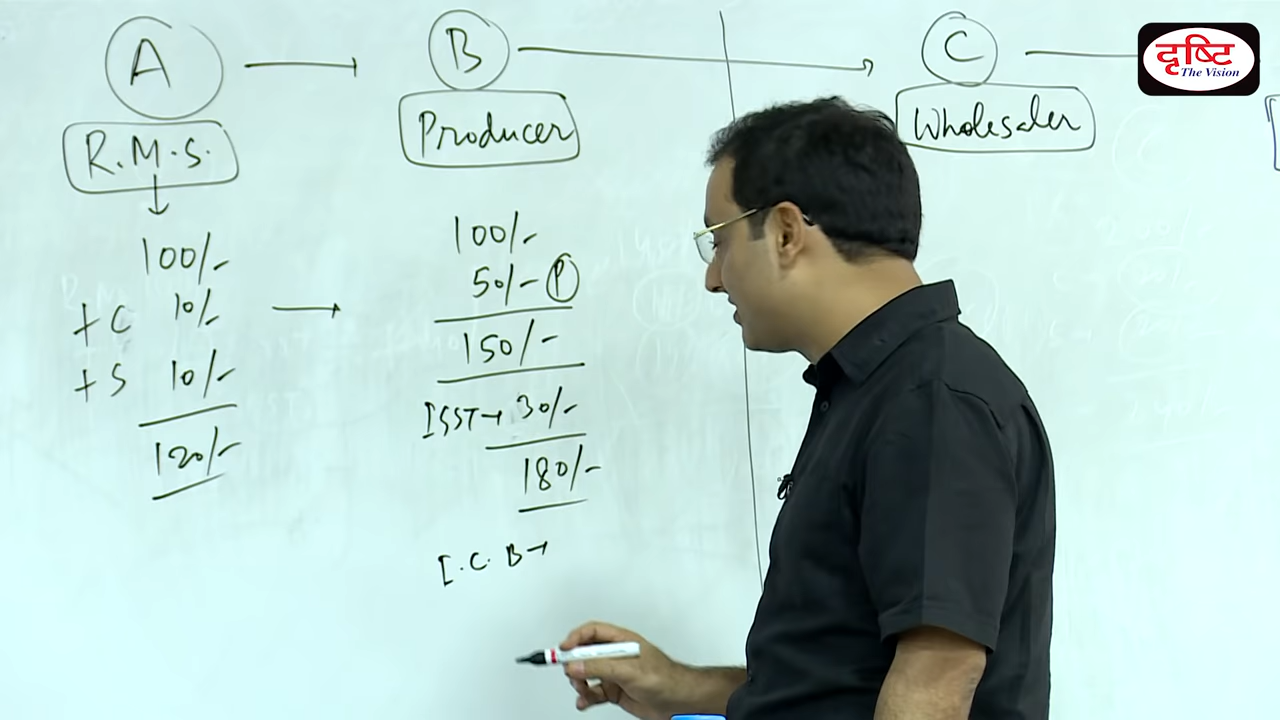 A
B
C
दृष्टि
The Vision
R.M.S.
Producer
Wholesaler
100/-
+ C 10/-
+ S 10/-
120/-
100/-
50/- P
150/-
IGST→ 30/-
180/-
I.C. B→